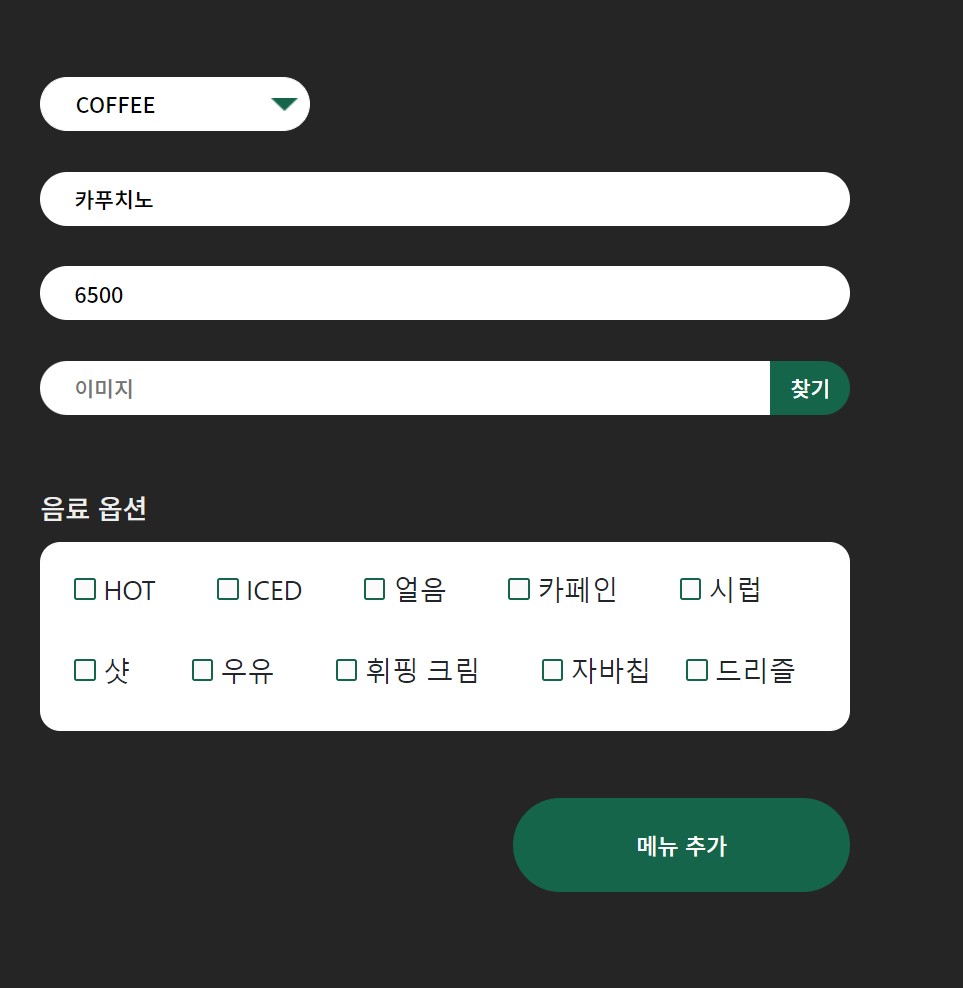 COFFEE
카푸치노
6500
이미지 찾기
음료 옵션
HOT ICED 얼음 카페인 시럽
샷 우유 휘핑 크림 자바칩 드리즐
메뉴 추가